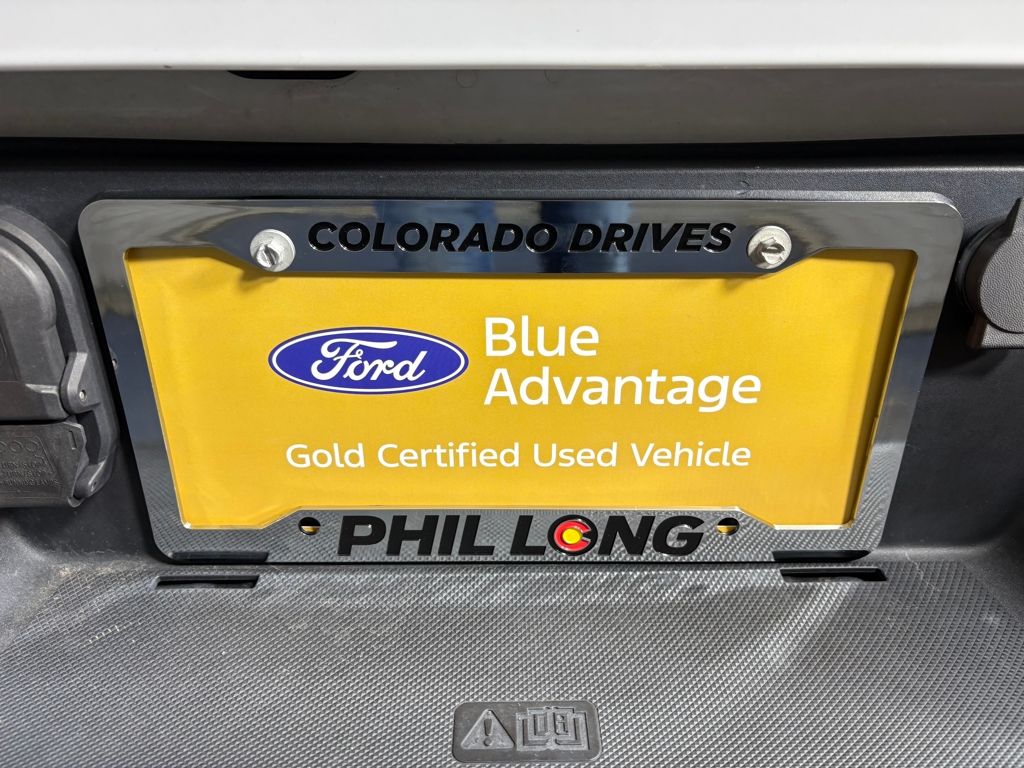 COLORADO DRIVES
Ford
Blue
Advantage
Gold Certified Used Vehicle
PHIL LONG